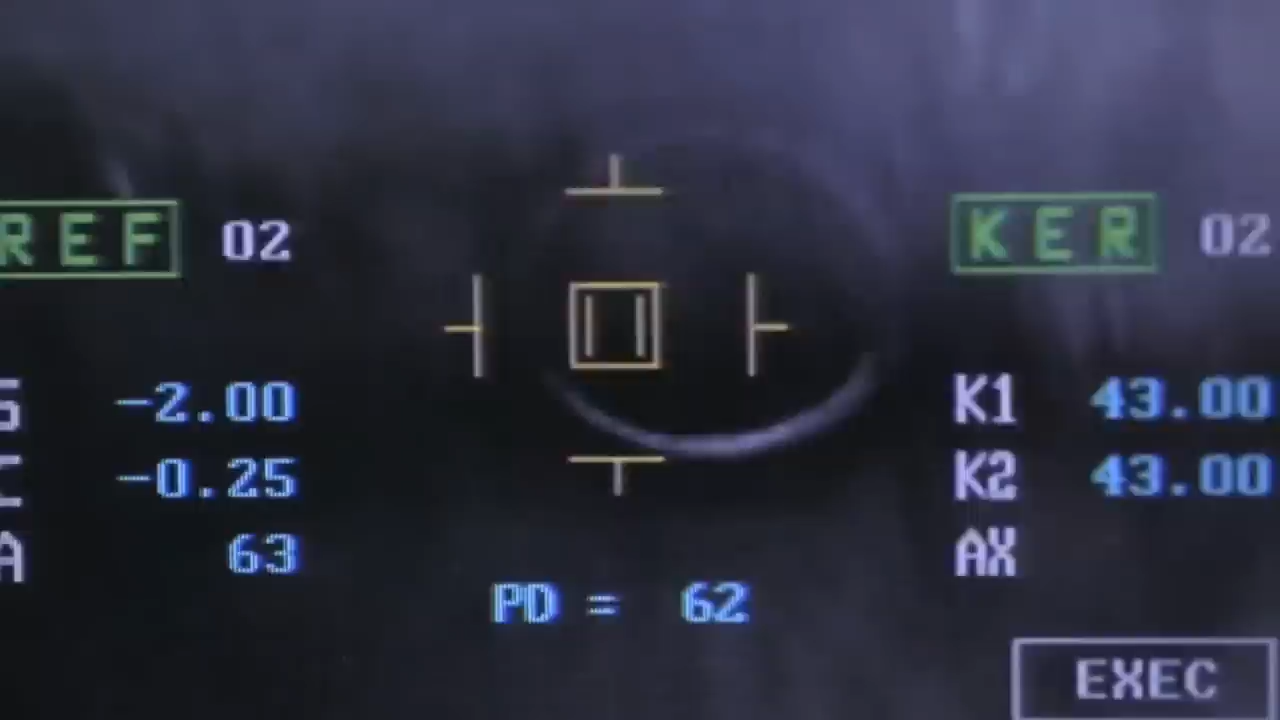 REF 02
KER 02
S -2.00
C -0.25
A 63
K1 43.00
K2 43.00
AX
PD = 62
EXEC